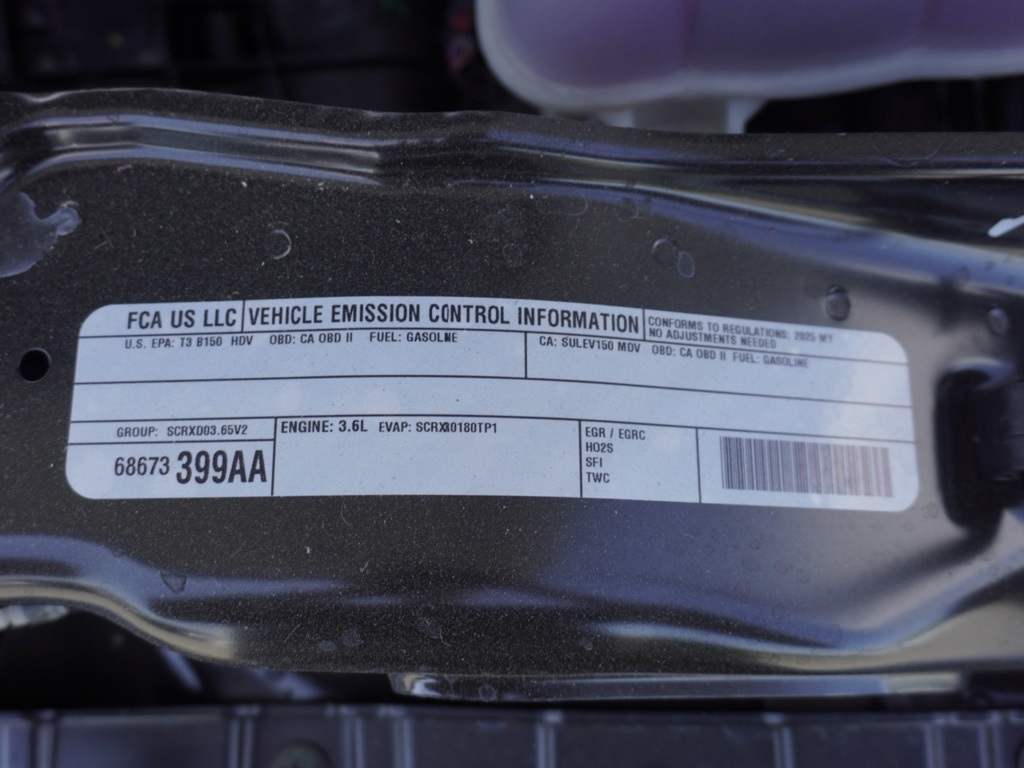 FCA US LLC VEHICLE EMISSION CONTROL INFORMATION
CONFORMS TO REGULATIONS: 2025 MY
NO ADJUSTMENTS NEEDED
U.S. EPA: T3 B150 HDV OBD: CA OBD II FUEL: GASOLINE
CA: SULEV150 MDV OBD: CA OBD II FUEL: GASOLINE
GROUP: SCRXD03.65V2
68673 399AA
ENGINE: 3.6L EVAP:
EGR / EGRC
HO2S
SFI
TWC